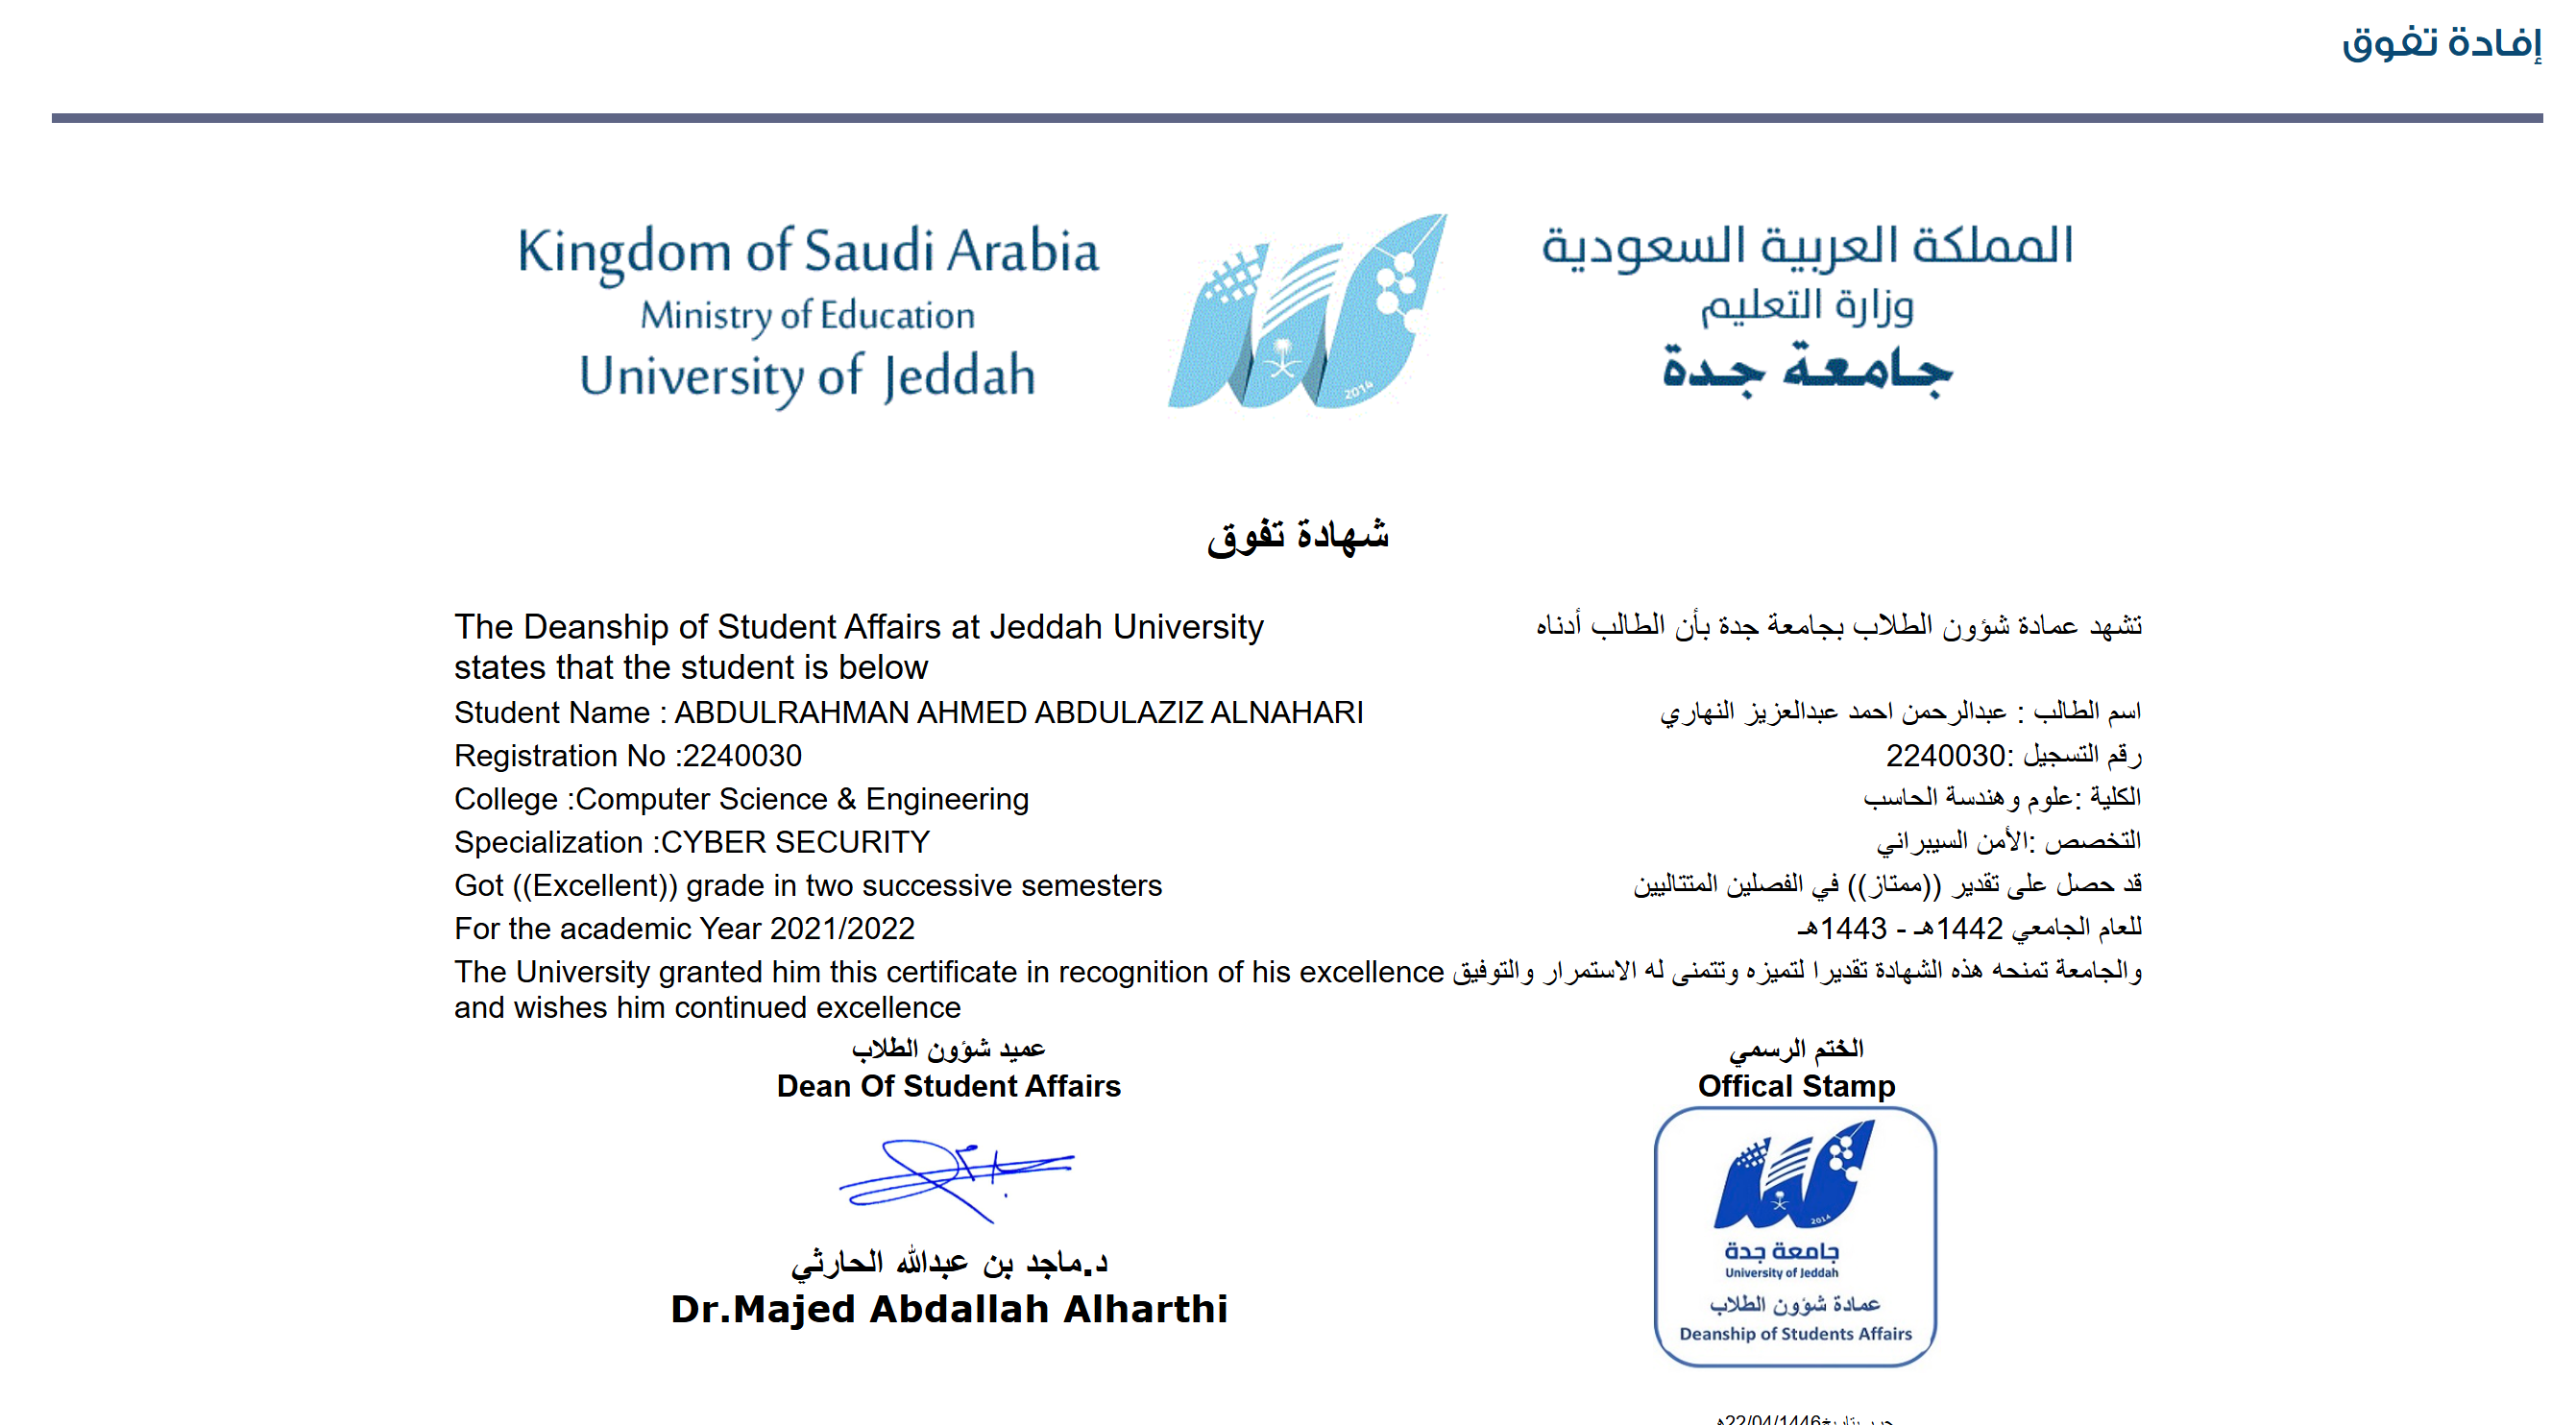 إفادة تفوق
Kingdom of Saudi Arabia
Ministry of Education
University of Jeddah
2014
المملكة العربية السعودية
وزارة التعليم
جامعة جدة
شهادة تفوق
The Deanship of Student Affairs at Jeddah University
states that the student is below
تشهد عمادة شؤون الطلاب بجامعة جدة بأن الطالب أدناه
Student Name : ABDULRAHMAN AHMED ABDULAZIZ ALNAHARI
اسم الطالب : عبدالرحمن احمد عبدالعزيز النهاري
Registration No :2240030
رقم التسجيل :2240030
College :Computer Science & Engineering
الكلية :علوم وهندسة الحاسب
Specialization :CYBER SECURITY
التخصص :الأمن السيبراني
Got ((Excellent)) grade in two successive semesters
قد حصل على تقدير ((ممتاز)) في الفصلين المتتاليين
For the academic Year 2021/2022
للعام الجامعي 1442هـ - 1443هـ
The University granted him this certificate in recognition of his excellence
and wishes him continued excellence
والجامعة تمنحه هذه الشهادة تقديرا لتميزه وتتمنى له الاستمرار والتوفيق
عميد شؤون الطلاب
Dean Of Student Affairs
د.ماجد بن عبدالله الحارثي
Dr.Majed Abdallah Alharthi
الختم الرسمي
Offical Stamp
2014
جامعة جدة
University of Jeddah
عمادة شؤون الطلاب
Deanship of Students Affairs
22/04/1446هـ